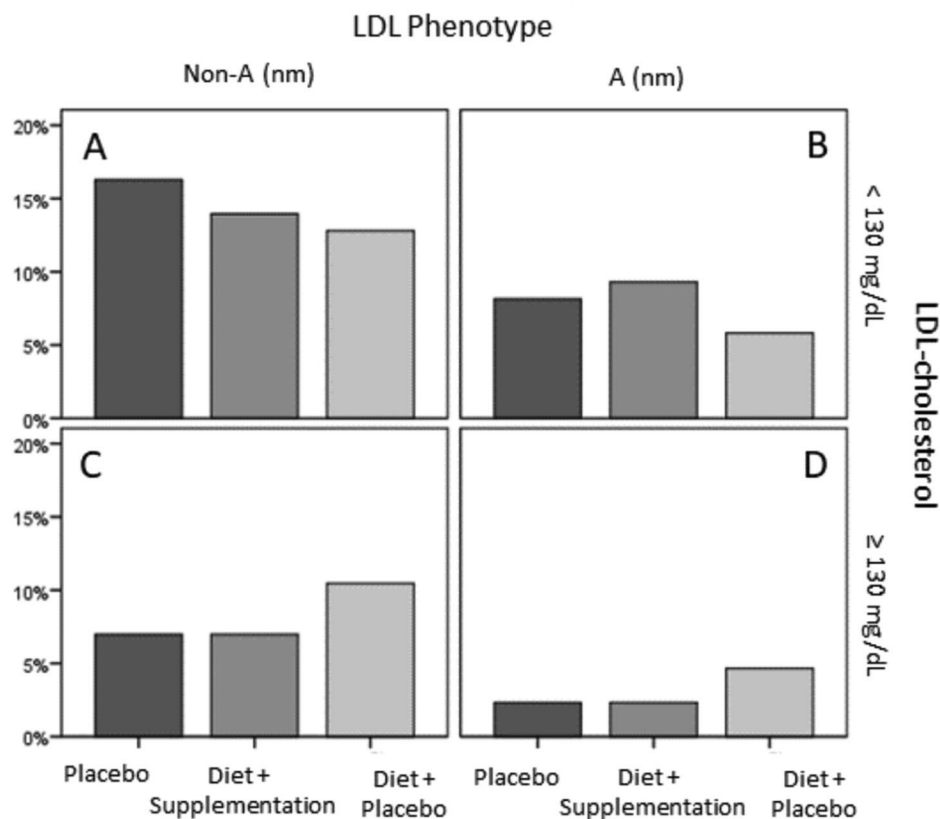 LDL Phenotype
Non-A (nm)
A (nm)
20%
15%
10%
5%
0%
A
B
< 130 mg/dL
20%
15%
10%
5%
0%
C
D
≥ 130 mg/dL
LDL-cholesterol
Placebo
Diet +
Supplementation
Diet +
Placebo
Placebo
Diet +
Supplementation
Diet +
Placebo